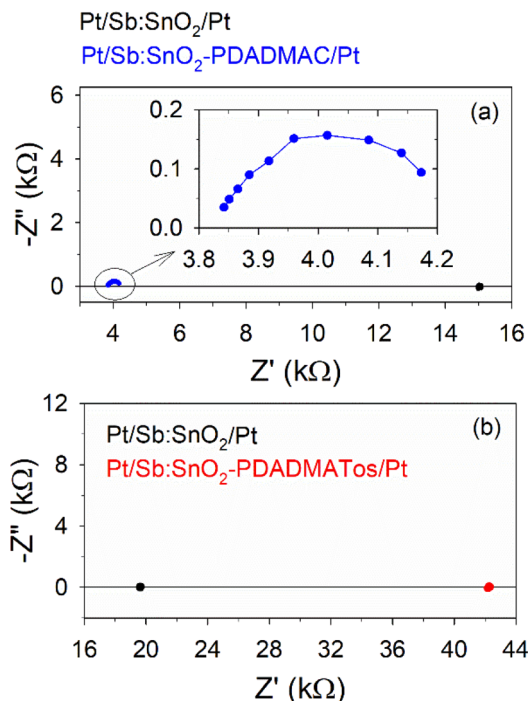 Pt/Sb:SnO₂/Pt
Pt/Sb:SnO₂-PDADMAC/Pt
(a)
-Z" (kΩ)
6
4
2
0
0.2
0.1
0.0
3.8 3.9 4.0 4.1 4.2
4 6 8 10 12 14 16
Z' (kΩ)
(b)
Pt/Sb:SnO₂/Pt
Pt/Sb:SnO₂-PDADMATos/Pt
-Z" (kΩ)
12
8
4
0
16 20 24 28 32 36 40 44
Z' (kΩ)